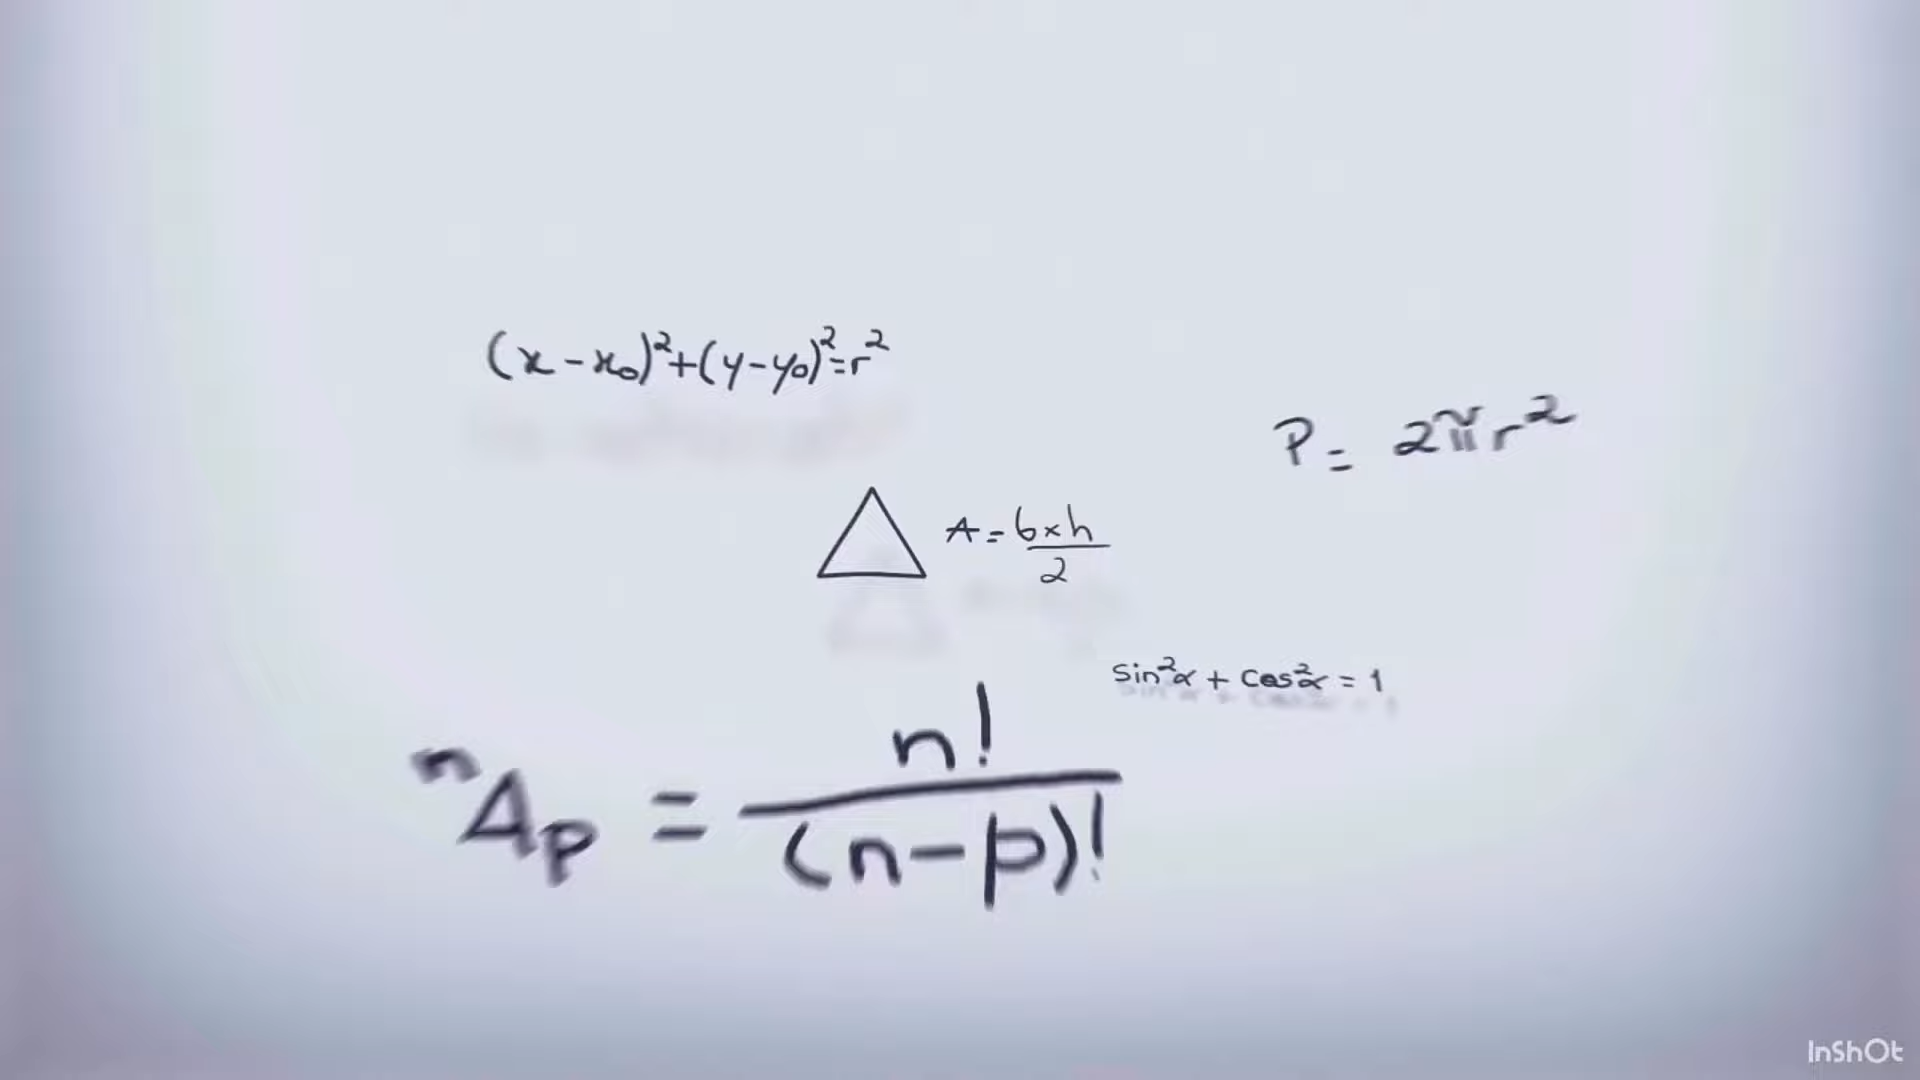 (x-x₀)²+(y-y₀)²=r²
P = 2πr²
A = b×h
2
sin²α + cos²α = 1
n!
ⁿAₚ =
(n-p)!
InShOt